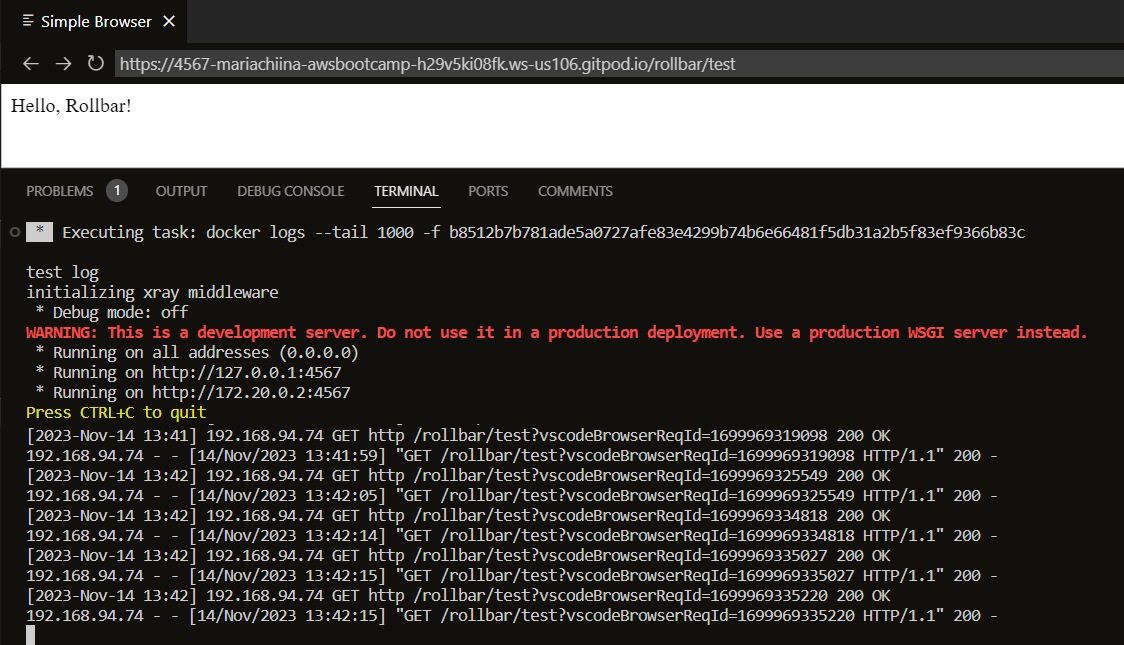 Simple Browser
https://4567-mariachiina-awsbootcamp-h29v5ki08fk.ws-us106.gitpod.io/rollbar/test
Hello, Rollbar!
PROBLEMS 1 OUTPUT DEBUG CONSOLE TERMINAL PORTS COMMENTS
* Executing task: docker logs --tail 1000 -f b8512b7b781ade5a0727afe83e4299b74b6e66481f5db31a2b5f83ef9366b83c
test log
initializing xray middleware
* Debug mode: off
WARNING: This is a development server. Do not use it in a production deployment. Use a production WSGI server instead.
* Running on all addresses (0.0.0.0)
* Running on http://127.0.0.1:4567
* Running on http://172.20.0.2:4567
Press CTRL+C to quit
[2023-Nov-14 13:41] 192.168.94.74 GET http /rollbar/test?vscodeBrowserReqId=1699969319098 200 OK
192.168.94.74 - - [14/Nov/2023 13:41:59] "GET /rollbar/test?vscodeBrowserReqId=1699969319098 HTTP/1.1" 200 -
[2023-Nov-14 13:42] 192.168.94.74 GET http /rollbar/test?vscodeBrowserReqId=1699969325549 200 OK
192.168.94.74 - - [14/Nov/2023 13:42:05] "GET /rollbar/test?vscodeBrowserReqId=1699969325549 HTTP/1.1" 200 -
[2023-Nov-14 13:42] 192.168.94.74 GET http /rollbar/test?vscodeBrowserReqId=1699969334818 200 OK
192.168.94.74 - - [14/Nov/2023 13:42:14] "GET /rollbar/test?vscodeBrowserReqId=1699969334818 HTTP/1.1" 200 -
[2023-Nov-14 13:42] 192.168.94.74 GET http /rollbar/test?vscodeBrowserReqId=1699969335027 200 OK
192.168.94.74 - - [14/Nov/2023 13:42:15] "GET /rollbar/test?vscodeBrowserReqId=1699969335027 HTTP/1.1" 200 -
[2023-Nov-14 13:42] 192.168.94.74 GET http /rollbar/test?vscodeBrowserReqId=1699969335220 200 OK
192.168.94.74 - - [14/Nov/2023 13:42:15] "GET /rollbar/test?vscodeBrowserReqId=1699969335220 HTTP/1.1" 200 -